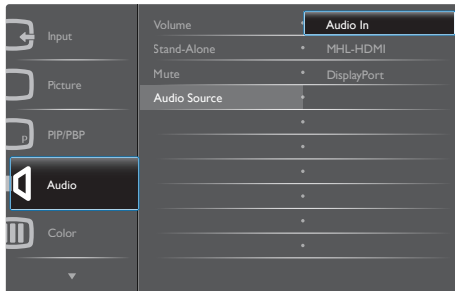 Input
Picture
P
PIP/PBP
Audio
Color
Volume
Stand-Alone
Mute
Audio Source
Audio In
MHL-HDMI
DisplayPort